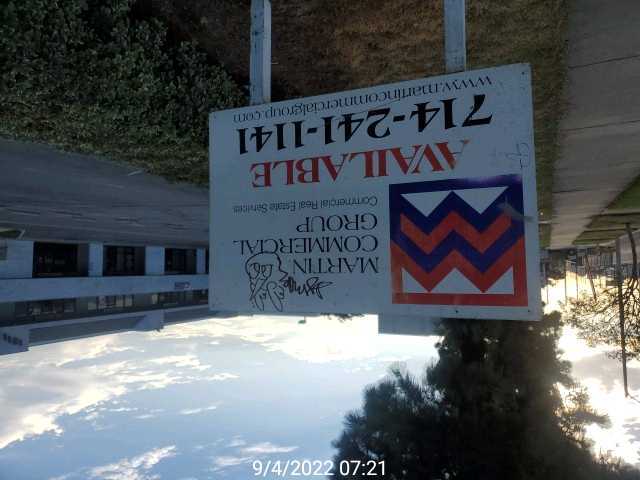 MARTIN
COMMERCIAL
GROUP
Commercial Real Estate Services
AVAILABLE
714-241-1141
www.martincommercialgroup.com
9/4/2022 07:21